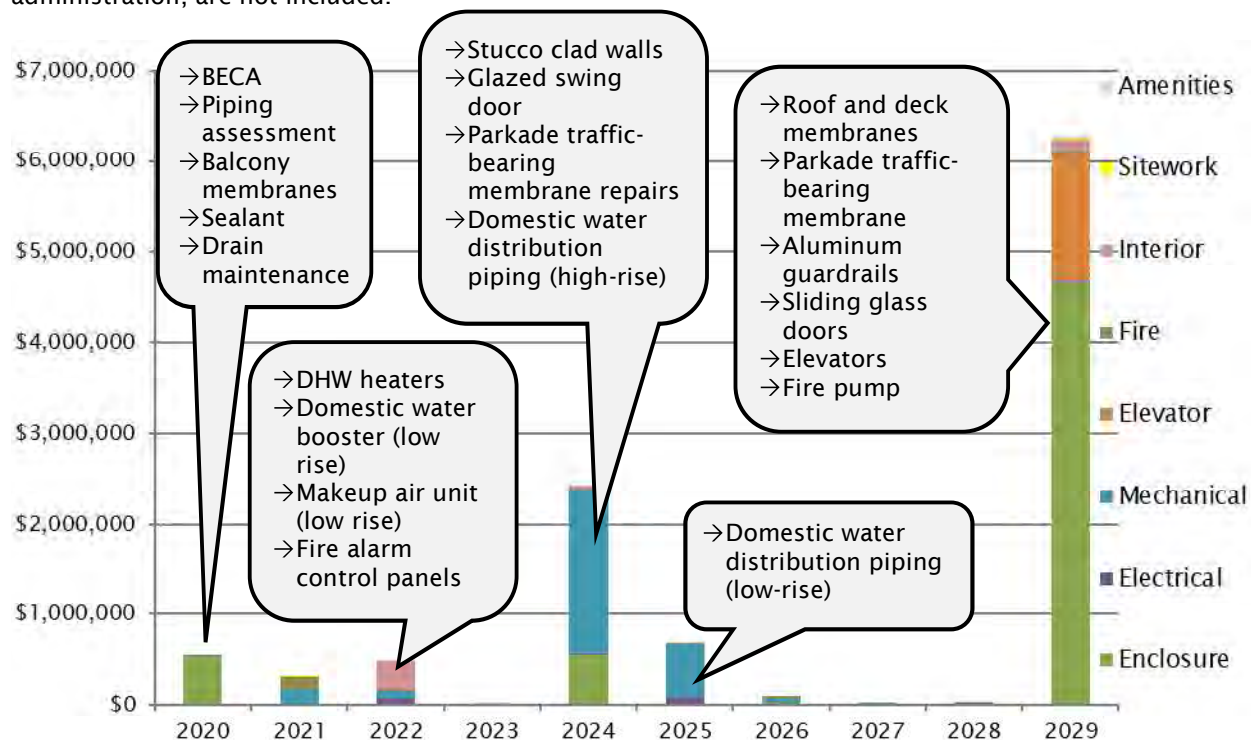 administration, are not included.
→BECA
→Piping
assessment
→Balcony
membranes
→Sealant
→Drain
maintenance
→Stucco clad walls
→Glazed swing
door
→Parkade traffic-
bearing
membrane repairs
→Domestic water
distribution
piping (high-rise)
→Roof and deck
membranes
→Parkade traffic-
bearing
membrane
→Aluminum
guardrails
→Sliding glass
doors
→Elevators
→Fire pump
→DHW heaters
→Domestic water
booster (low
rise)
→Makeup air unit
(low rise)
→Fire alarm
control panels
→Domestic water
distribution piping
(low-rise)
$7,000,000
$6,000,000
$5,000,000
$4,000,000
$3,000,000
$2,000,000
$1,000,000
$0
2020 2021 2022 2023 2024 2025 2026 2027 2028 2029
Amenities
Sitework
Interior
Fire
Elevator
Mechanical
Electrical
Enclosure